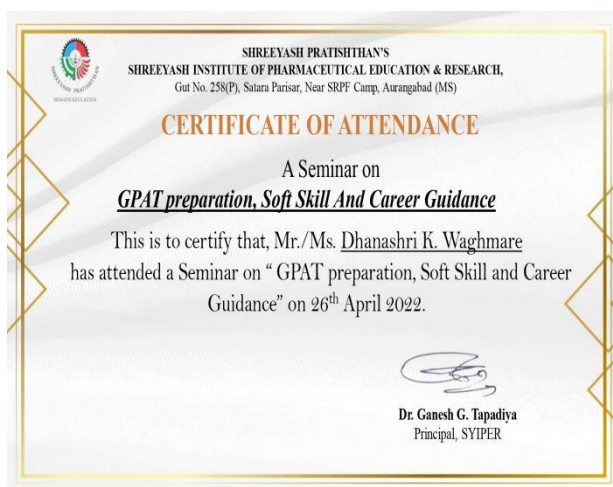 SHREEYASH PRATISHTHAN'S
SHREEYASH INSTITUTE OF PHARMACEUTICAL EDUCATION & RESEARCH,
Gut No. 258(P), Satara Parisar, Near SRPF Camp, Aurangabad (MS)
SHREEYASH PRATISHTHAN
CERTIFICATE OF ATTENDANCE
A Seminar on
GPAT preparation, Soft Skill And Career Guidance
This is to certify that, Mr./Ms. Dhanashri K. Waghmare
has attended a Seminar on “ GPAT preparation, Soft Skill and Career
Guidance” on 26th April 2022.
Dr. Ganesh G. Tapadiya
Principal, SYIPER